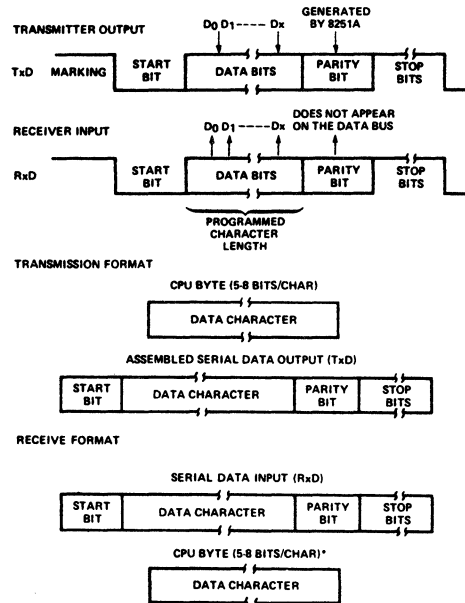 TRANSMITTER OUTPUT
D0 D1 ----- Dx
GENERATED
BY 8251A
TxD
MARKING
START
BIT
DATA BITS
PARITY
BIT
STOP
BITS
RECEIVER INPUT
D0 D1 ----- Dx
DOES NOT APPEAR
ON THE DATA BUS
RxD
START
BIT
DATA BITS
PARITY
BIT
STOP
BITS
PROGRAMMED
CHARACTER
LENGTH
TRANSMISSION FORMAT
CPU BYTE (5-8 BITS/CHAR)
DATA CHARACTER
ASSEMBLED SERIAL DATA OUTPUT (TxD)
START
BIT
DATA CHARACTER
PARITY
BIT
STOP
BITS
RECEIVE FORMAT
SERIAL DATA INPUT (RxD)
START
BIT
DATA CHARACTER
PARITY
BIT
STOP
BITS
CPU BYTE (5-8 BITS/CHAR)*
DATA CHARACTER